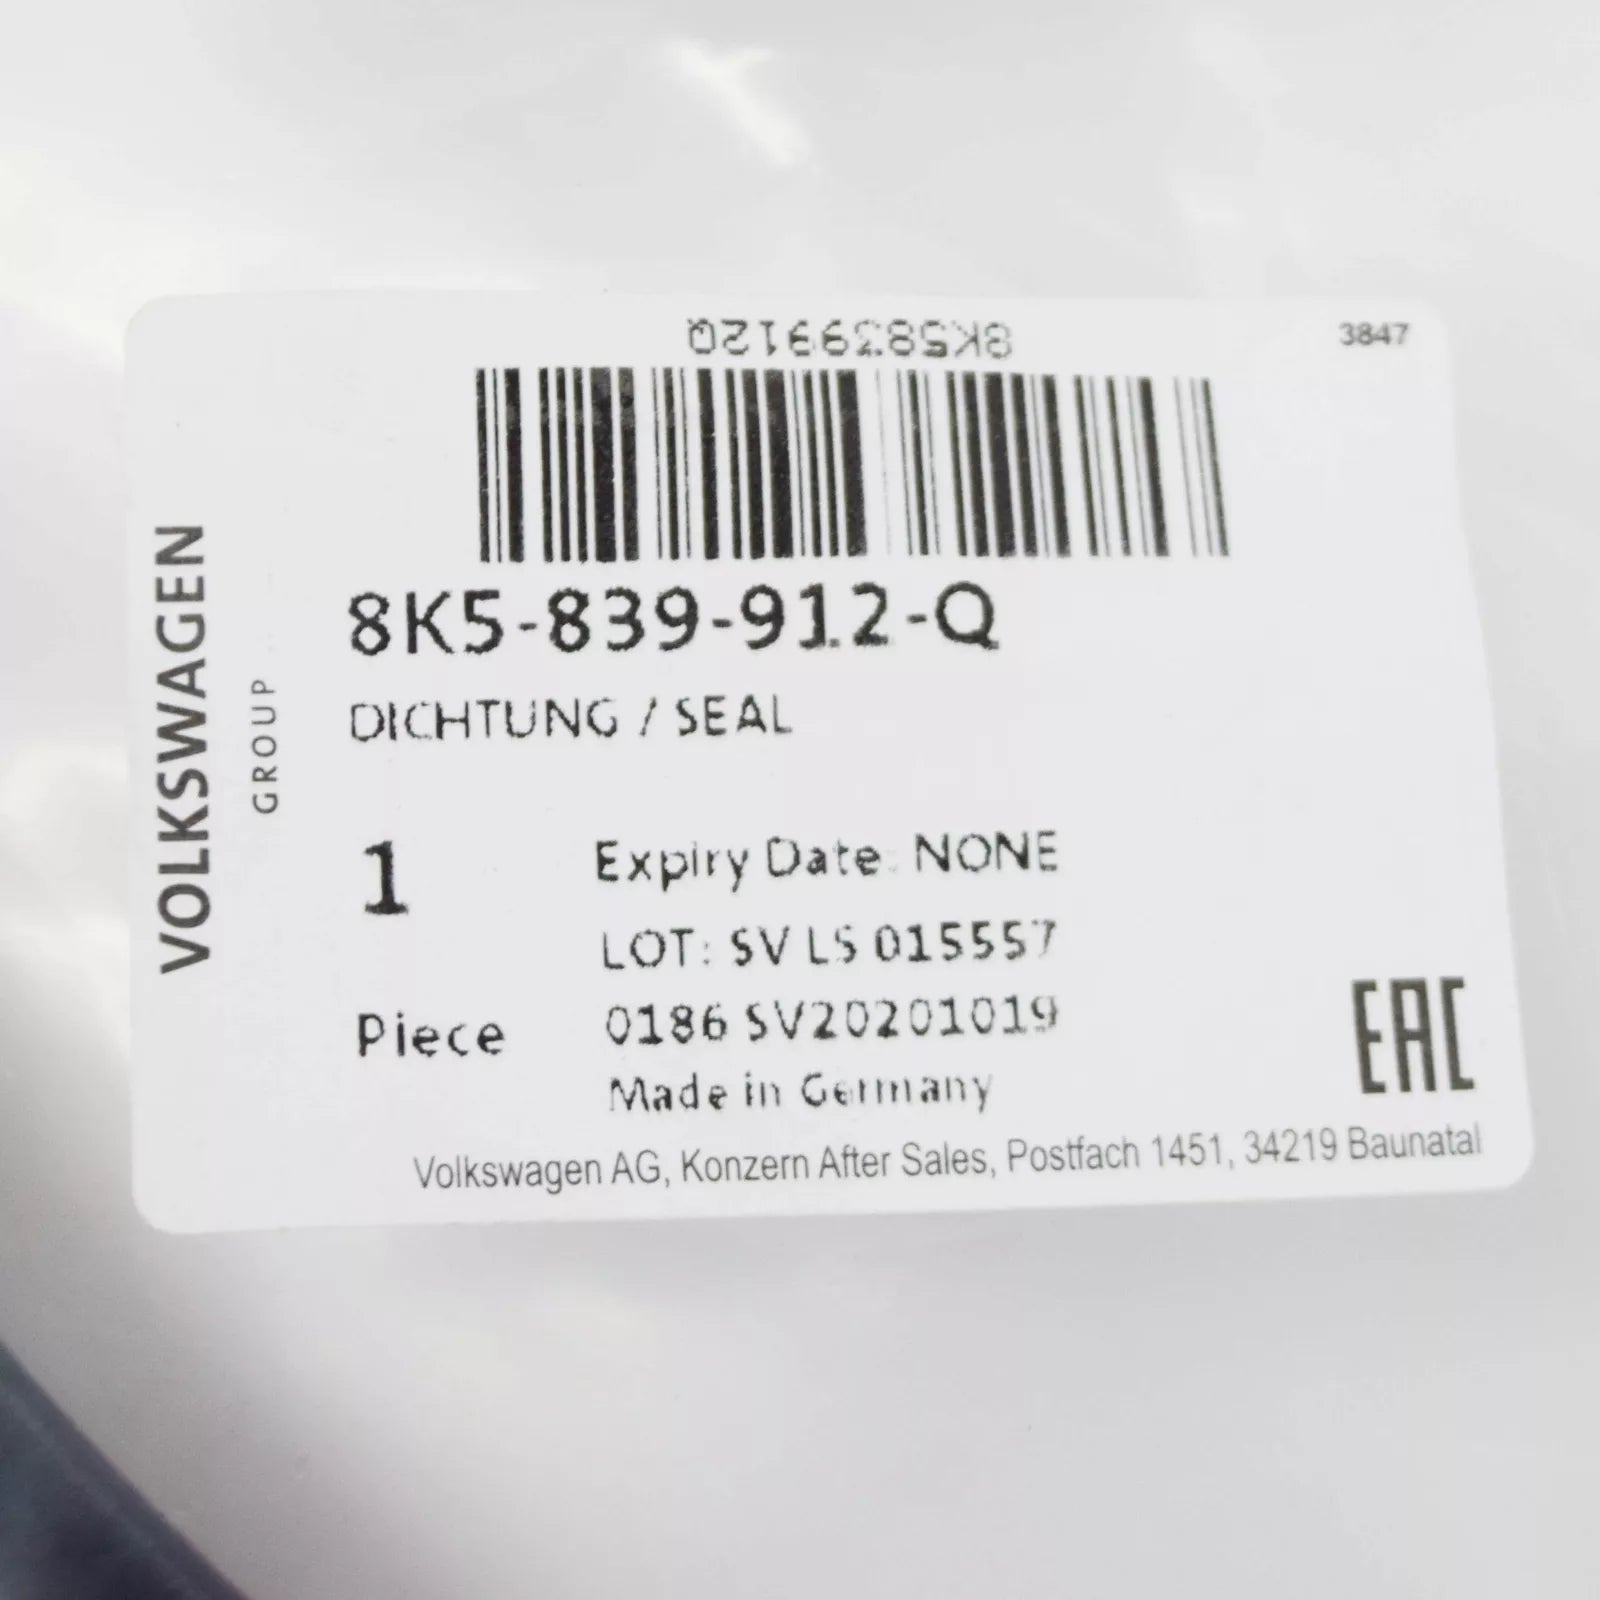 8K5839912Q
3847
VOLKSWAGEN
GROUP
8K5-839-912-Q
DICHTUNG / SEAL
1
Expiry Date: NONE
LOT: SV LS 015557
Piece
0186 SV20201019
Made in Germany
EAC
Volkswagen AG, Konzern After Sales, Postfach 1451, 34219 Baunatal